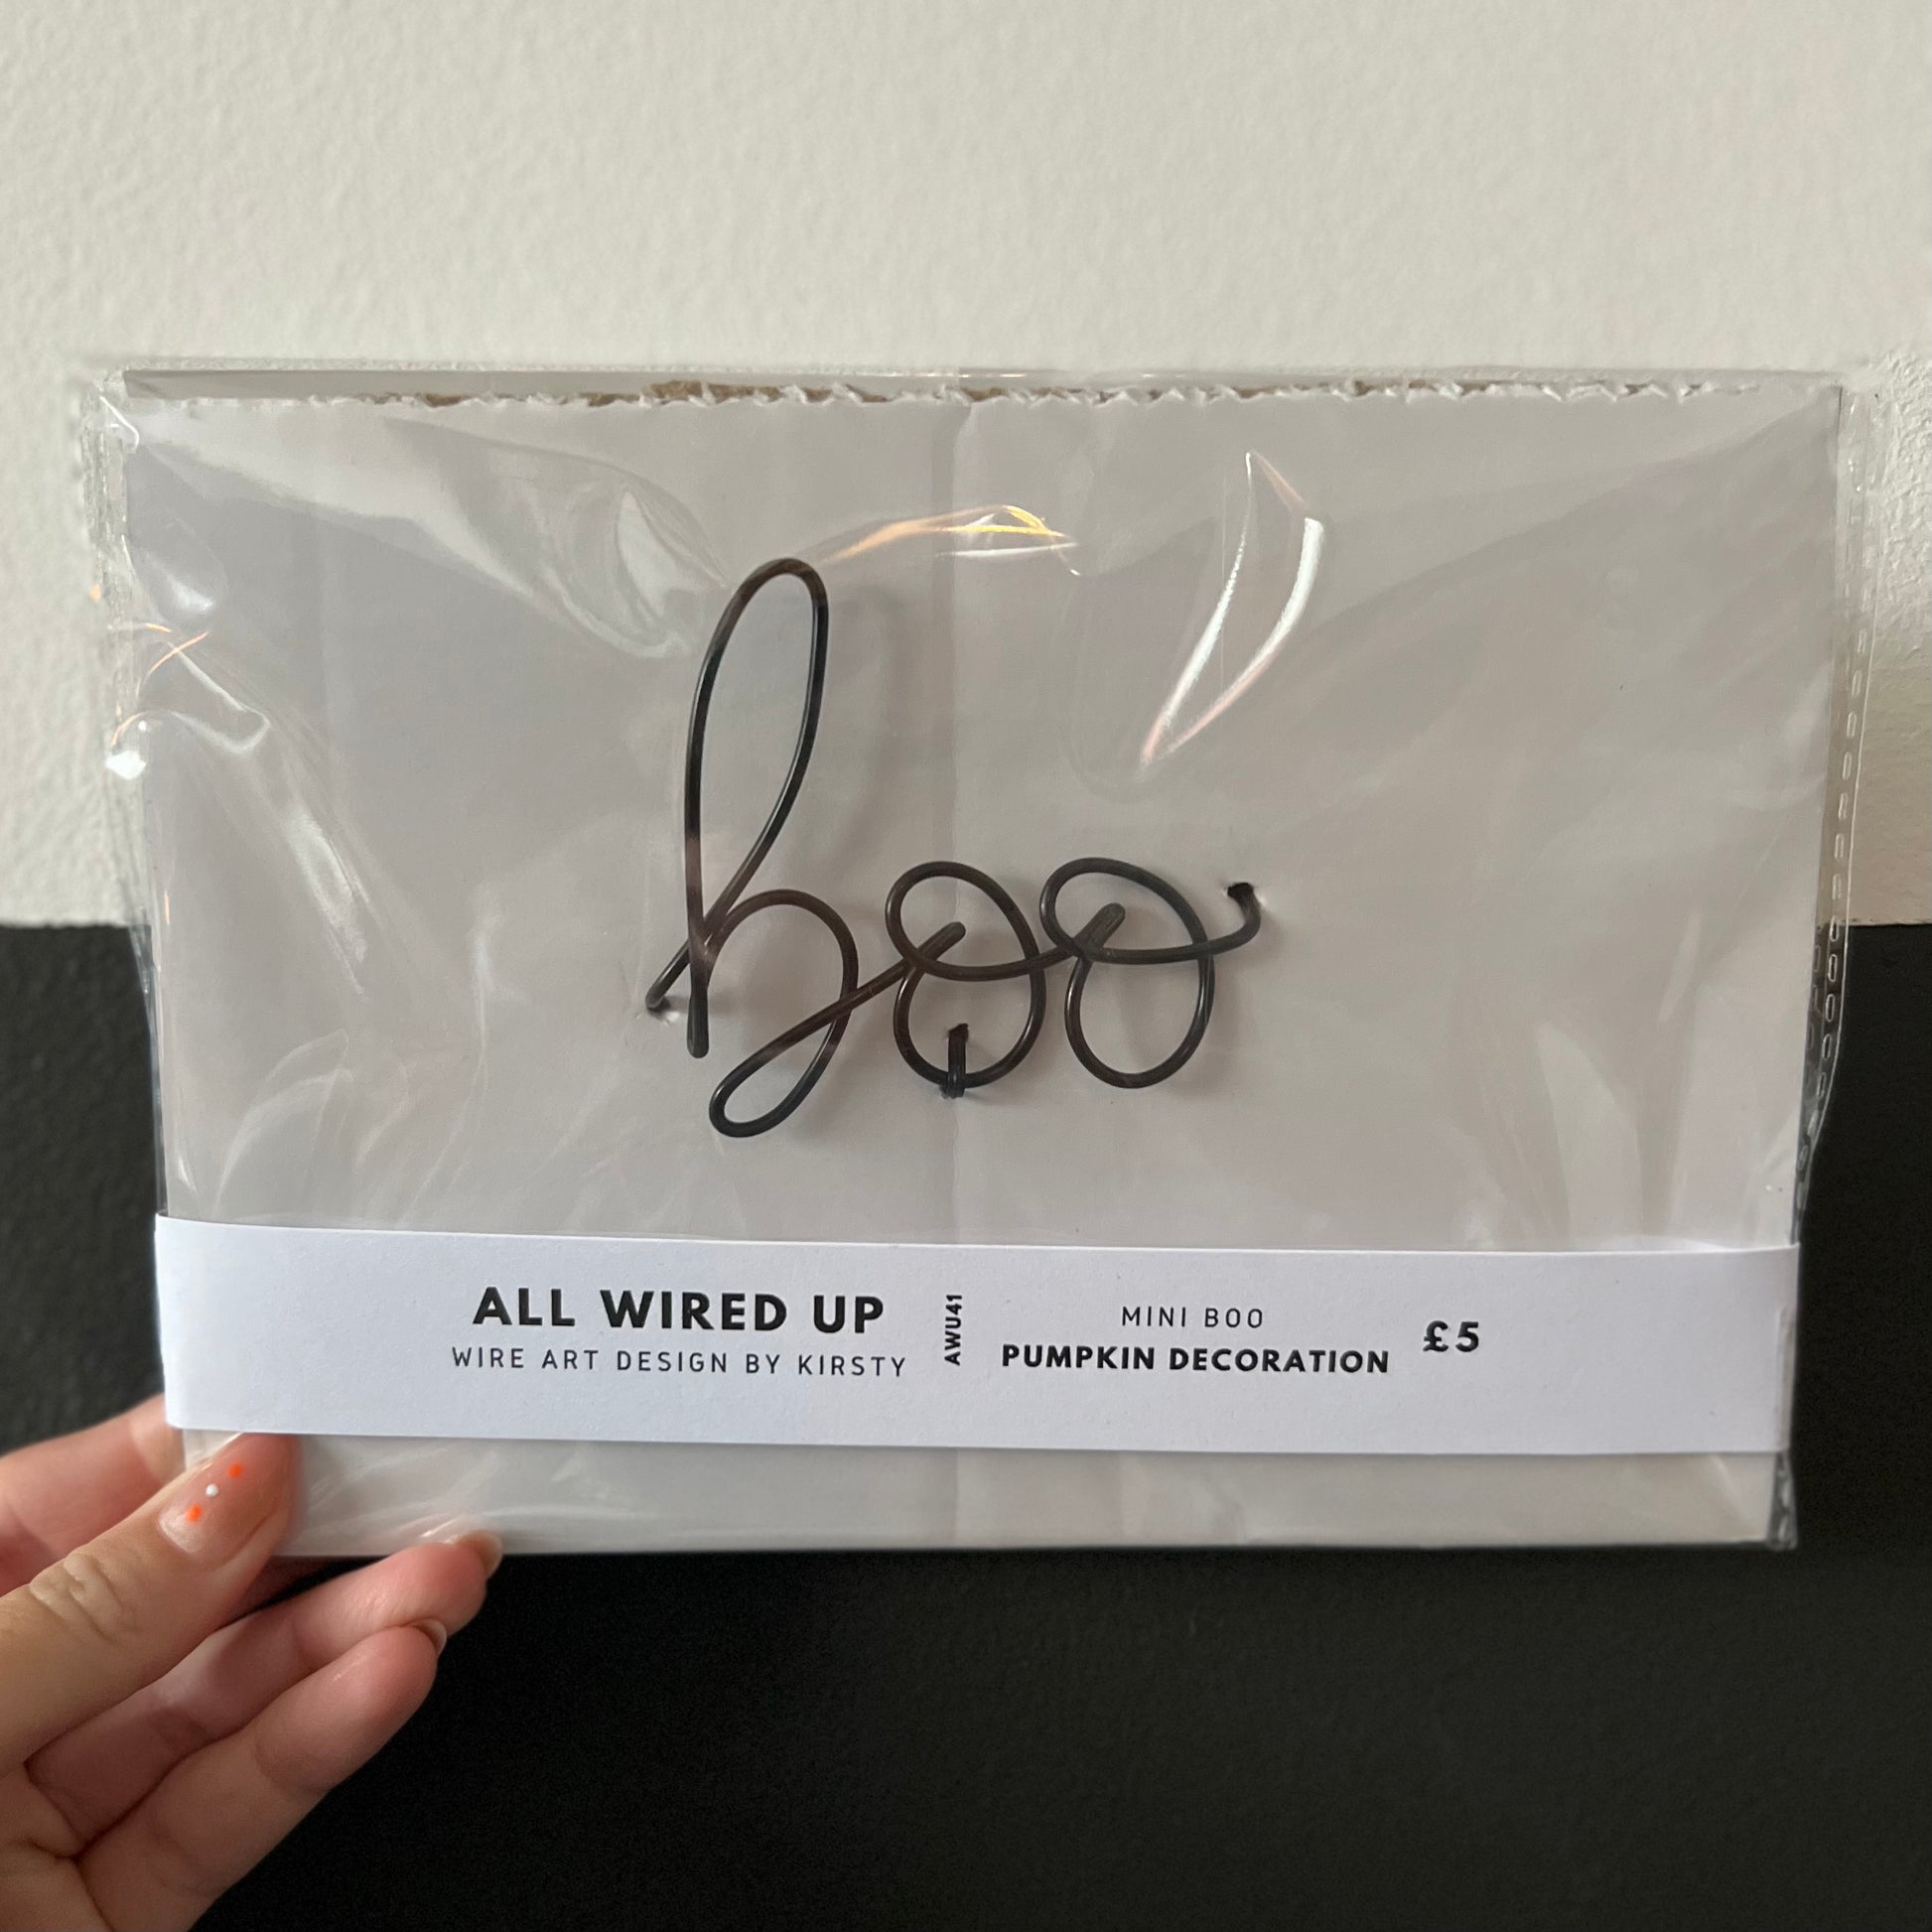 boo
ALL WIRED UP
WIRE ART DESIGN BY KIRSTY
AWU41
MINI BOO
PUMPKIN DECORATION
£5